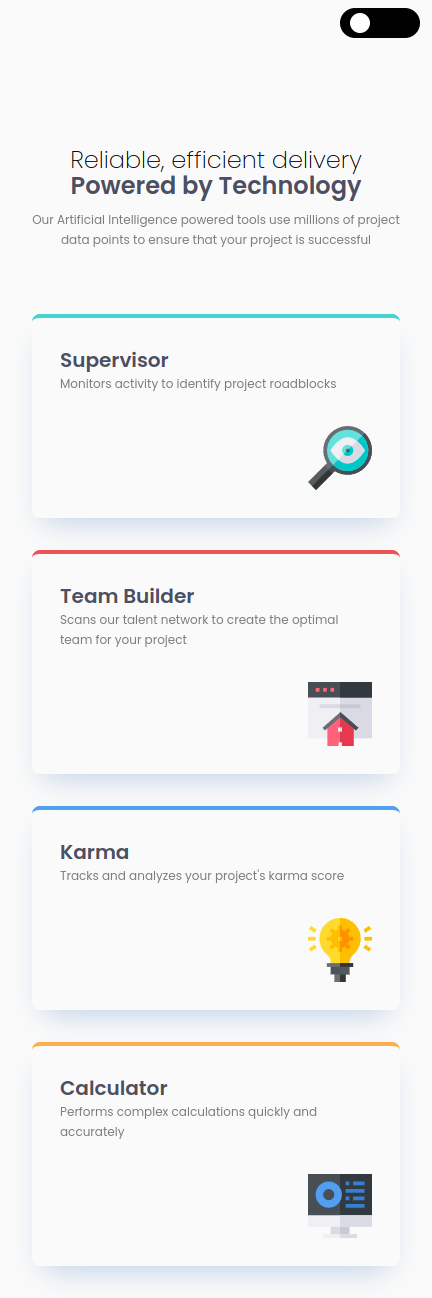 Reliable, efficient delivery
Powered by Technology
Our Artificial Intelligence powered tools use millions of project
data points to ensure that your project is successful
Supervisor
Monitors activity to identify project roadblocks
Team Builder
Scans our talent network to create the optimal
team for your project
Karma
Tracks and analyzes your project's karma score
Calculator
Performs complex calculations quickly and
accurately